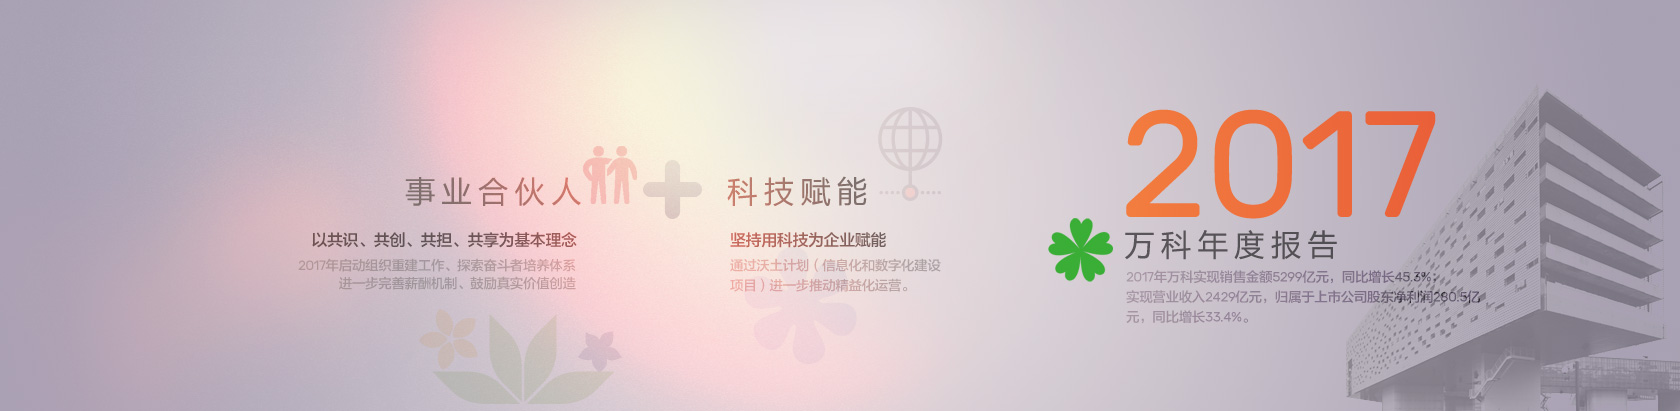 事业合伙人
以共识、共创、共担、共享为基本理念
2017年启动组织重建工作、探索奋斗者培养体系
进一步完善薪酬机制、鼓励真实价值创造
科技赋能
坚持用科技为企业赋能
通过沃土计划（信息化和数字化建设
项目）进一步推动精益化运营。
2017
万科年度报告
2017年万科实现销售金额5299亿元，同比增长45.3%；
实现营业收入2429亿元，归属于上市公司股东净利润280.5亿
元，同比增长33.4%。